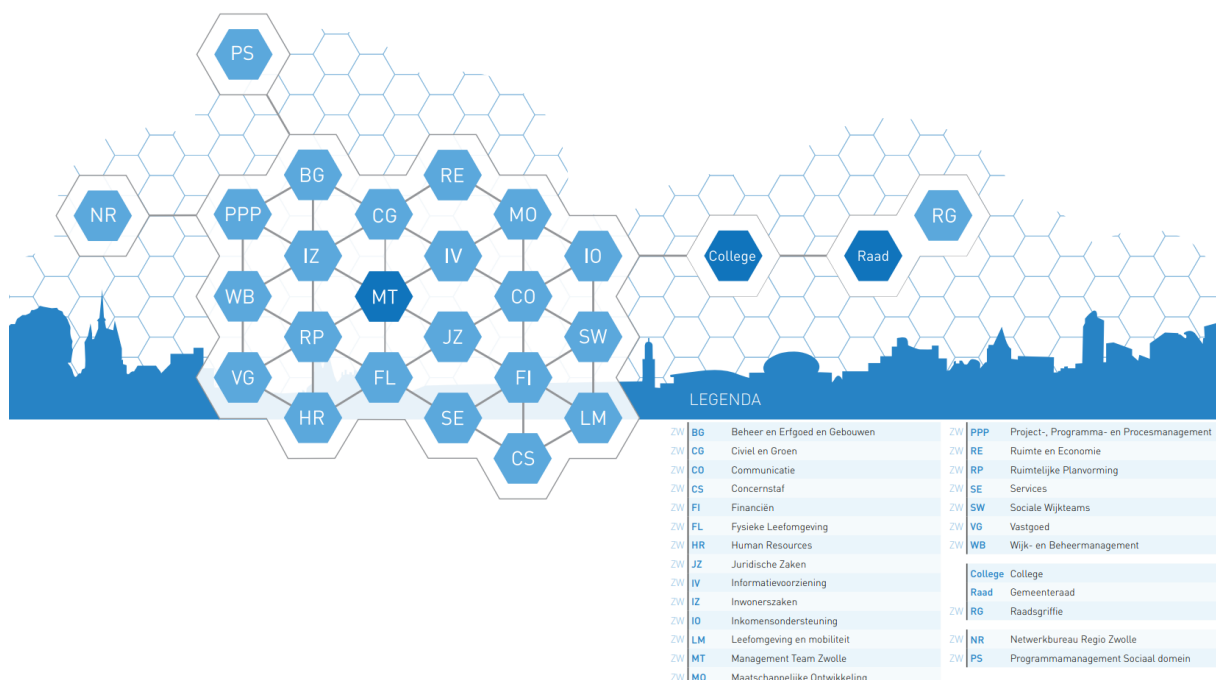 PS
BG
RE
NR
PPP
CG
MO
RG
IZ
IV
IO
College
Raad
WB
MT
CO
RP
JZ
SW
VG
FL
FI
HR
SE
LM
CS
LEGENDA
ZW BG Beheer en Erfgoed en Gebouwen
ZW CG Civiel en Groen
ZW CO Communicatie
ZW CS Concernstaf
ZW FI Financiën
ZW FL Fysieke Leefomgeving
ZW HR Human Resources
ZW JZ Juridische Zaken
ZW IV Informatievoorziening
ZW IZ Inwonerszaken
ZW IO Inkomensondersteuning
ZW LM Leefomgeving en mobiliteit
ZW MT Management Team Zwolle
ZW MO Maatschappelijke Ontwikkeling
ZW PPP Project-, Programma- en Procesmanagement
ZW RE Ruimte en Economie
ZW RP Ruimtelijke Planvorming
ZW SE Services
ZW SW Sociale Wijkteams
ZW VG Vastgoed
ZW WB Wijk- en Beheermanagement
College College
Raad Gemeenteraad
ZW RG Raadsgriffie
ZW NR Netwerkbureau Regio Zwolle
ZW PS Programmamanagement Sociaal domein